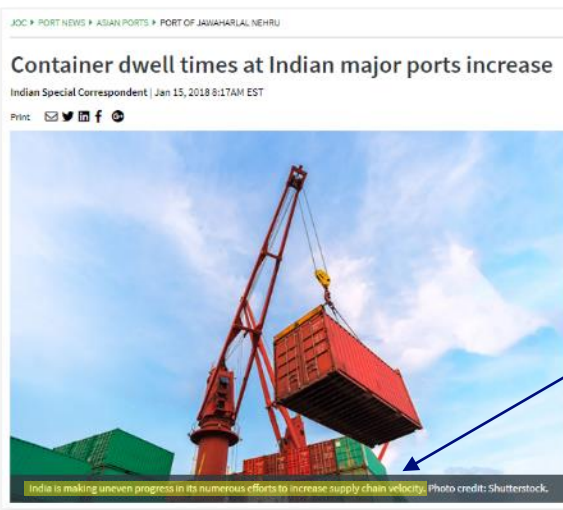 JOC ▸ PORT NEWS ▸ ASIAN PORTS ▸ PORT OF JAWAHARLAL NEHRU
Container dwell times at Indian major ports increase
Indian Special Correspondent | Jan 15, 2018 8:17AM EST
Print
India is making uneven progress in its numerous efforts to increase supply chain velocity. Photo credit: Shutterstock.